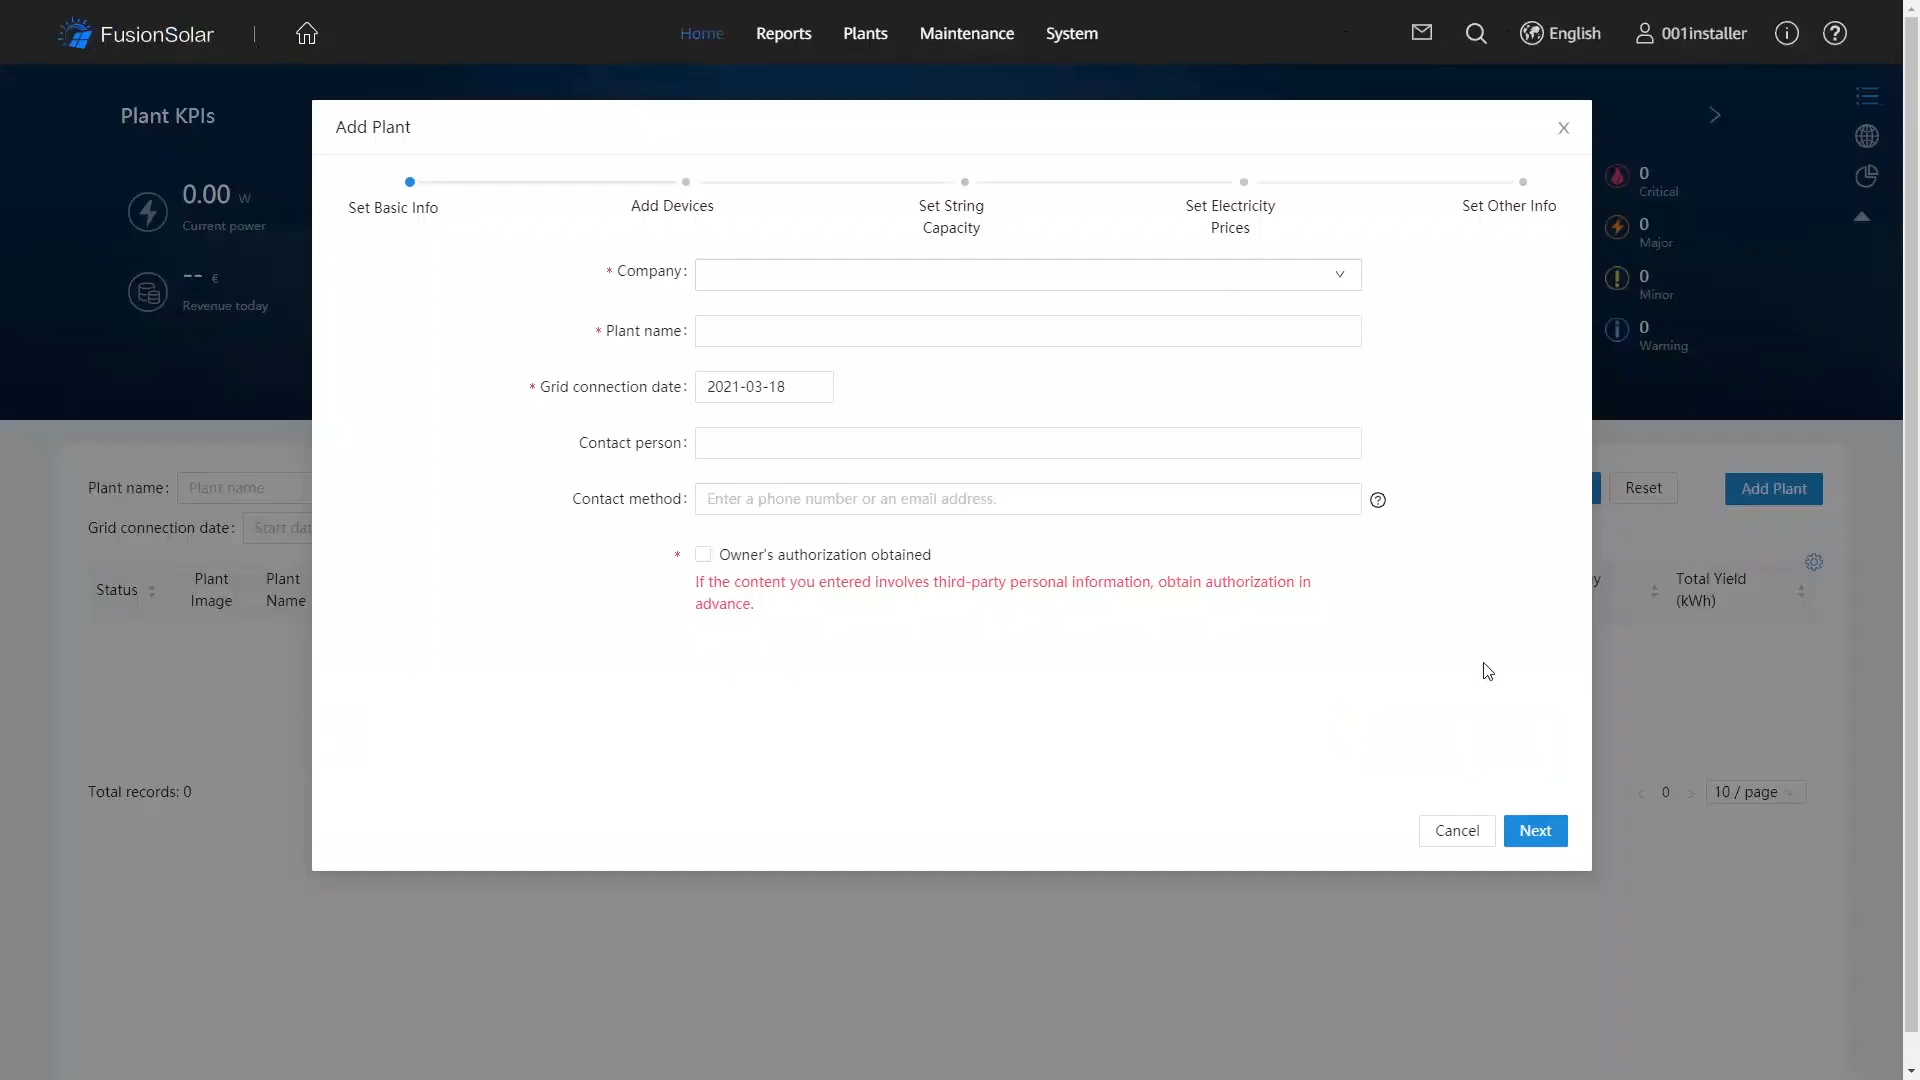 FusionSolar
Home Reports Plants Maintenance System
English 001installer
Plant KPIs
0.00 W
Current power
-- €
Revenue today
0
Critical
0
Major
0
Minor
0
Warning
Add Plant
Set Basic Info
Add Devices
Set String
Capacity
Set Electricity
Prices
Set Other Info
* Company:
* Plant name:
* Grid connection date: 2021-03-18
Contact person:
Contact method: Enter a phone number or an email address.
* Owner's authorization obtained
If the content you entered involves third-party personal information, obtain authorization in
advance.
Cancel Next
Plant name: Plant name
Reset Add Plant
Grid connection date: Start dat
Status
Plant
Image
Plant
Name
y
Total Yield
(kWh)
Total records: 0
< 0 > 10 / page